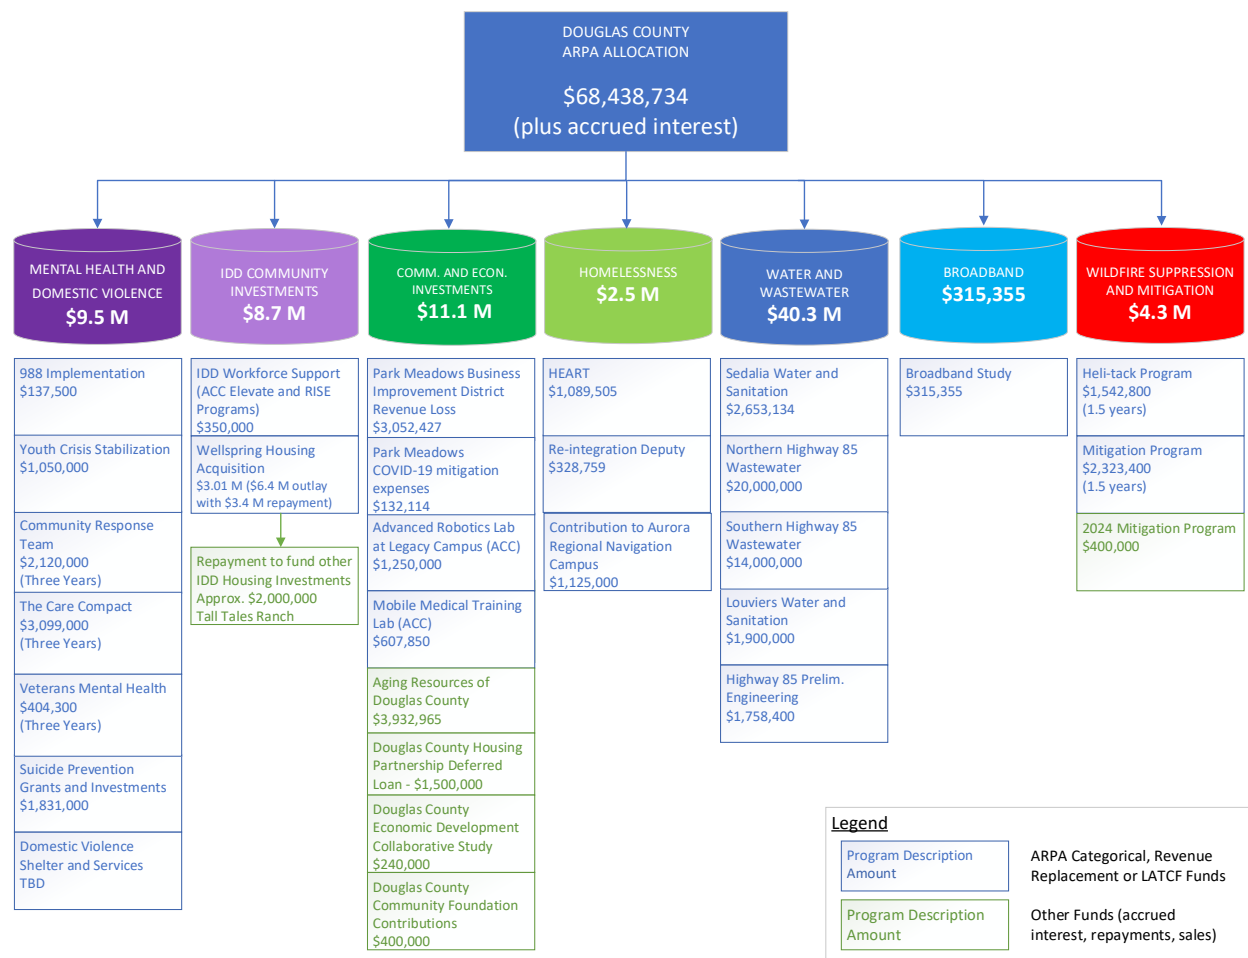 DOUGLAS COUNTY
ARPA ALLOCATION
$68,438,734
(plus accrued interest)
MENTAL HEALTH AND
DOMESTIC VIOLENCE
$9.5 M
IDD COMMUNITY
INVESTMENTS
$8.7 M
COMM. AND ECON.
INVESTMENTS
$11.1 M
HOMELESSNESS
$2.5 M
WATER AND
WASTEWATER
$40.3 M
BROADBAND
$315,355
WILDFIRE SUPPRESSION
AND MITIGATION
$4.3 M
988 Implementation
$137,500
Youth Crisis Stabilization
$1,050,000
Community Response
Team
$2,120,000
(Three Years)
The Care Compact
$3,099,000
(Three Years)
Veterans Mental Health
$404,300
(Three Years)
Suicide Prevention
Grants and Investments
$1,831,000
Domestic Violence
Shelter and Services
TBD
IDD Workforce Support
(ACC Elevate and RISE
Programs)
$350,000
Wellspring Housing
Acquisition
$3.01 M ($6.4 M outlay
with $3.4 M repayment)
Repayment to fund other
IDD Housing Investments
Approx. $2,000,000
Tall Tales Ranch
Park Meadows Business
Improvement District
Revenue Loss
$3,052,427
Park Meadows
COVID-19 mitigation
expenses
$132,114
Advanced Robotics Lab
at Legacy Campus (ACC)
$1,250,000
Mobile Medical Training
Lab (ACC)
$607,850
Aging Resources of
Douglas County
$3,932,965
Douglas County Housing
Partnership Deferred
Loan - $1,500,000
Douglas County
Economic Development
Collaborative Study
$240,000
Douglas County
Community Foundation
Contributions
$400,000
HEART
$1,089,505
Re-integration Deputy
$328,759
Contribution to Aurora
Regional Navigation
Campus
$1,125,000
Sedalia Water and
Sanitation
$2,653,134
Northern Highway 85
Wastewater
$20,000,000
Southern Highway 85
Wastewater
$14,000,000
Louviers Water and
Sanitation
$1,900,000
Highway 85 Prelim.
Engineering
$1,758,400
Broadband Study
$315,355
Heli-tack Program
$1,542,800
(1.5 years)
Mitigation Program
$2,323,400
(1.5 years)
2024 Mitigation Program
$400,000
Legend
Program Description
Amount
ARPA Categorical, Revenue
Replacement or LATCF Funds
Program Description
Amount
Other Funds (accrued
interest, repayments, sales)